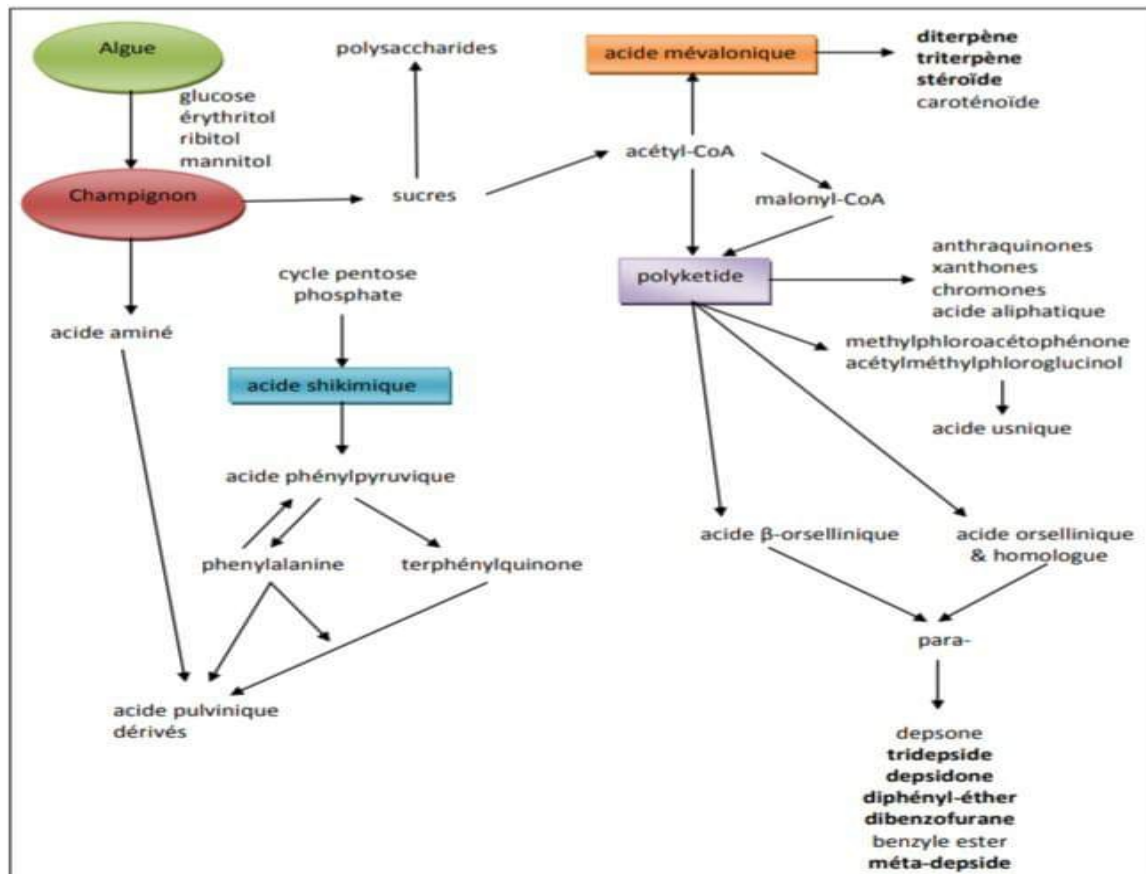 Algue
polysaccharides
acide mévalonique
diterpène
triterpène
stéroïde
caroténoïde
glucose
érythritol
ribitol
mannitol
acétyl-CoA
Champignon
sucres
malonyl-CoA
cycle pentose
phosphate
polyketide
anthraquinones
xanthones
chromones
acide aliphatique
acide aminé
methylphloroacétophénone
acétylméthylphloroglucinol
acide shikimique
acide usnique
acide phénylpyruvique
acide β-orsellinique
acide orsellinique
& homologue
phenylalanine
terphénylquinone
para-
acide pulvinique
dérivés
depsone
tridepside
depsidone
diphényl-éther
dibenzofurane
benzyle ester
méta-depside